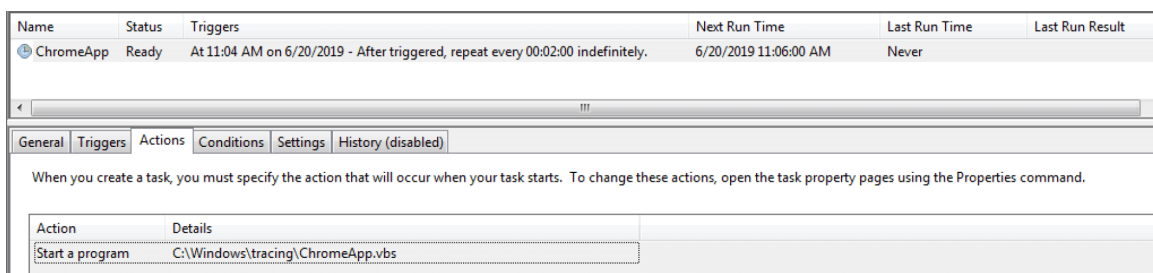 Name Status Triggers Next Run Time Last Run Time Last Run Result
ChromeApp Ready At 11:04 AM on 6/20/2019 - After triggered, repeat every 00:02:00 indefinitely. 6/20/2019 11:06:00 AM Never
General Triggers Actions Conditions Settings History (disabled)
When you create a task, you must specify the action that will occur when your task starts. To change these actions, open the task property pages using the Properties command.
Action Details
Start a program C:\Windows\tracing\ChromeApp.vbs